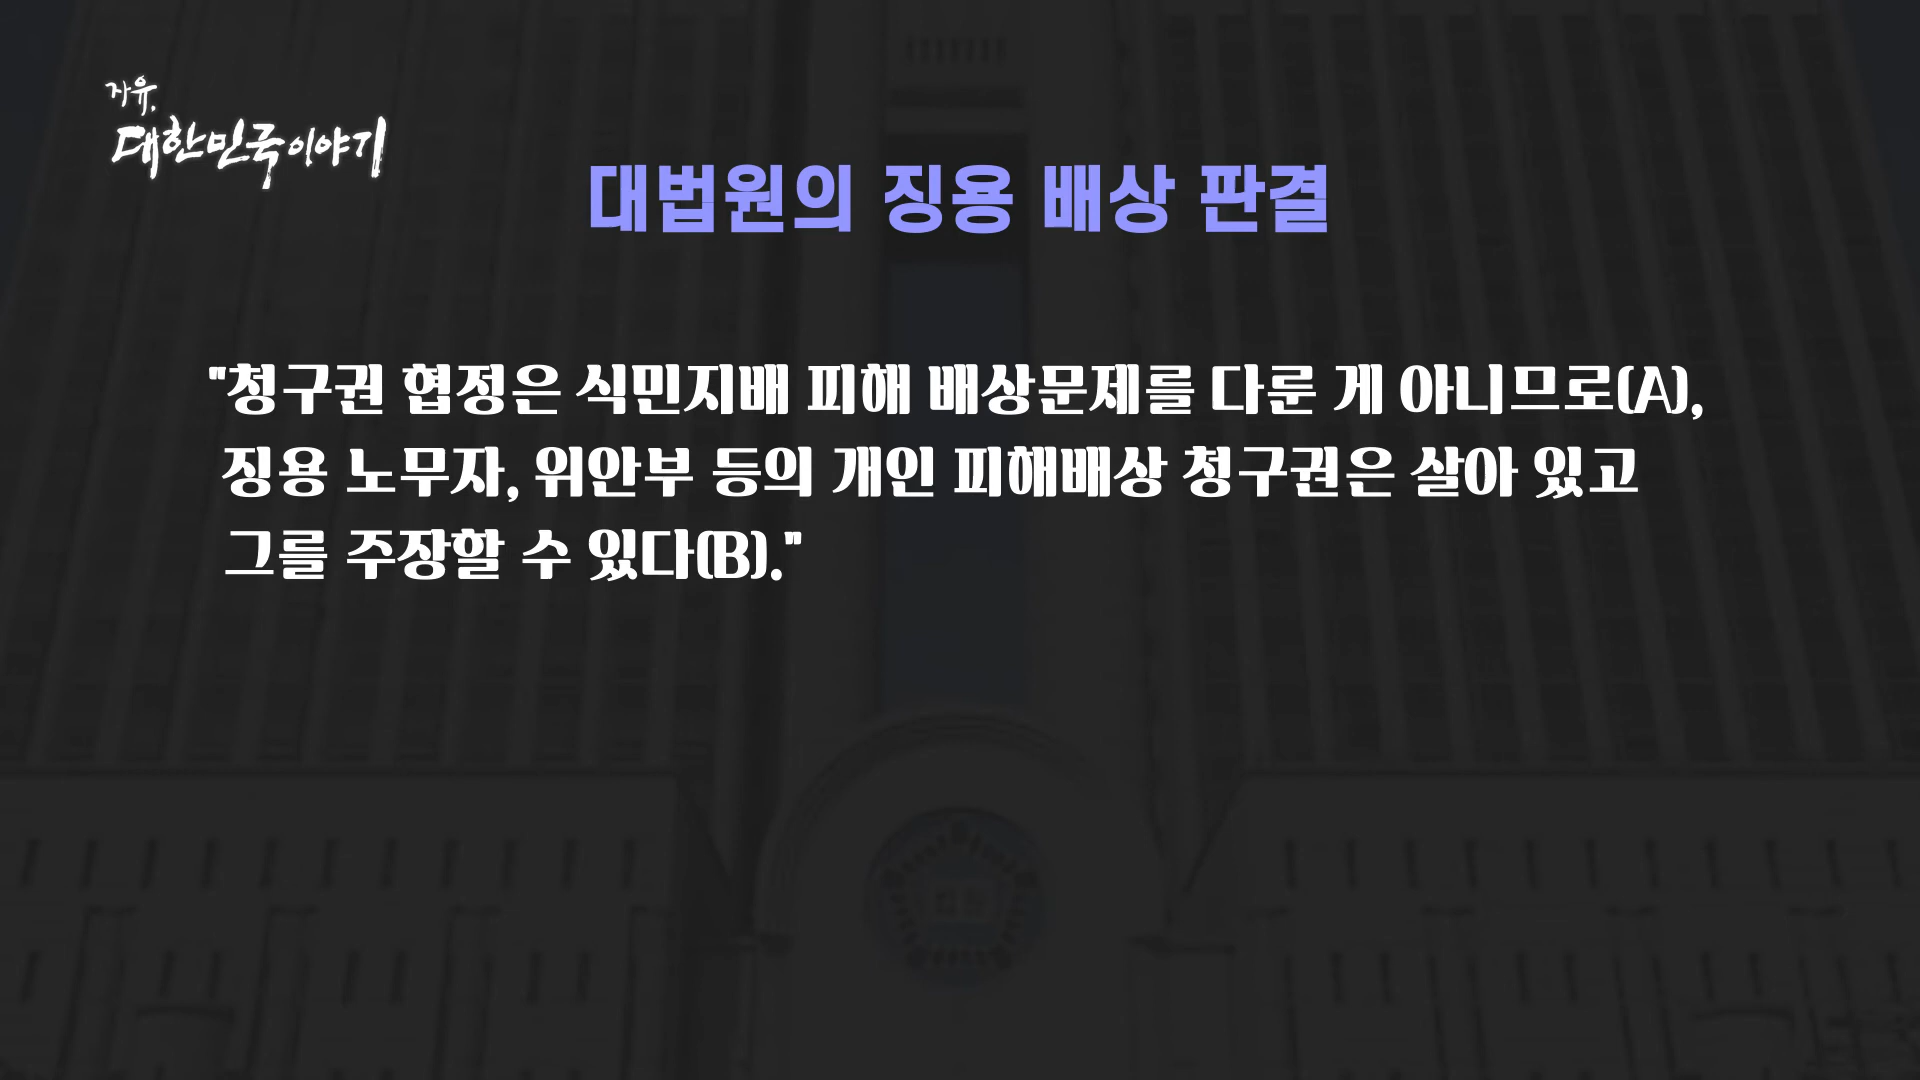 자유,
대한민국이야기
대법원의 징용 배상 판결
"청구권 협정은 식민지배 피해 배상문제를 다룬 게 아니므로(A),
징용 노무자, 위안부 등의 개인 피해배상 청구권은 살아 있고
그를 주장할 수 있다(B)."